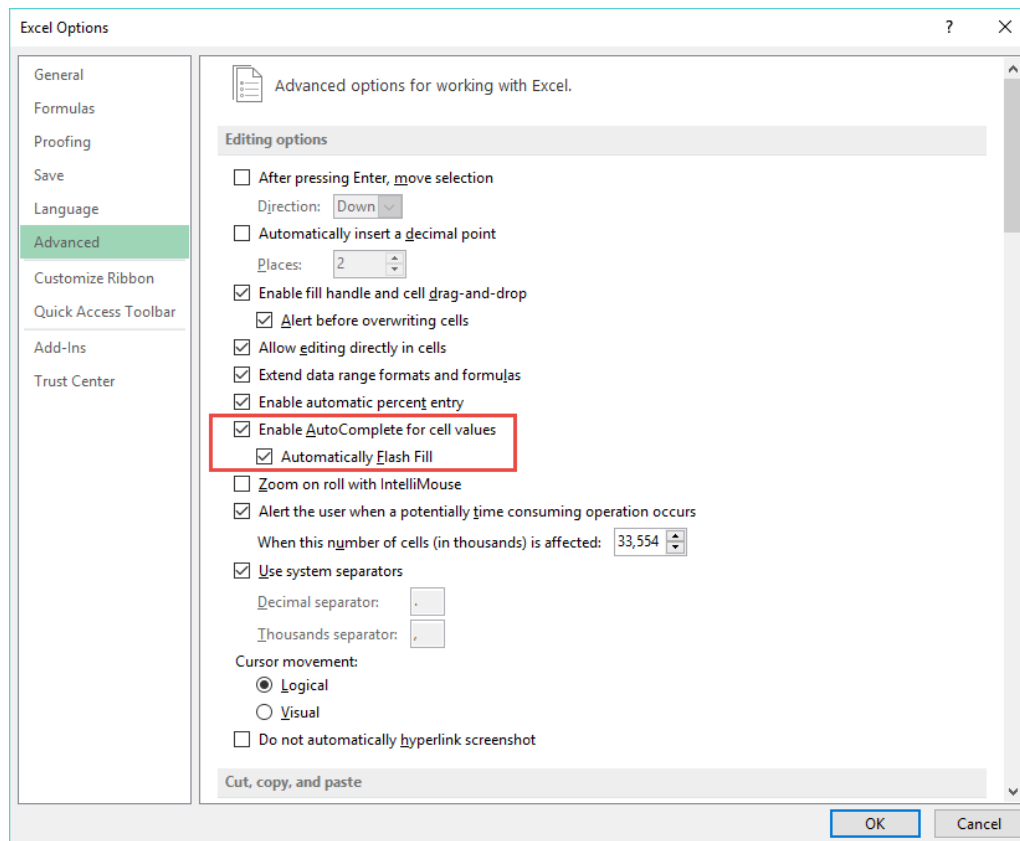 Excel Options
?
General
Formulas
Proofing
Save
Language
Advanced
Customize Ribbon
Quick Access Toolbar
Add-Ins
Trust Center
Advanced options for working with Excel.
Editing options
After pressing Enter, move selection
Direction: Down
Automatically insert a decimal point
Places: 2
Enable fill handle and cell drag-and-drop
Alert before overwriting cells
Allow editing directly in cells
Extend data range formats and formulas
Enable automatic percent entry
Enable AutoComplete for cell values
Automatically Flash Fill
Zoom on roll with IntelliMouse
Alert the user when a potentially time consuming operation occurs
When this number of cells (in thousands) is affected: 33,554
Use system separators
Decimal separator: .
Thousands separator: ,
Cursor movement:
Logical
Visual
Do not automatically hyperlink screenshot
Cut, copy, and paste
OK Cancel